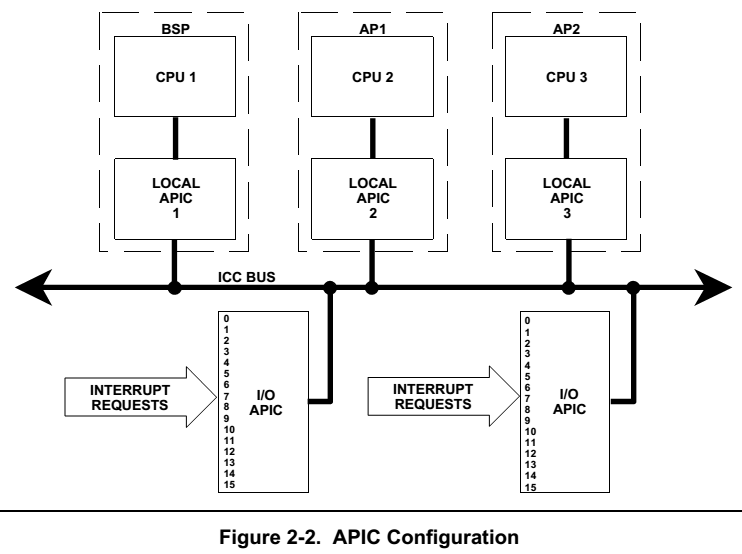 BSP
AP1
AP2
CPU 1
CPU 2
CPU 3
LOCAL
APIC
1
LOCAL
APIC
2
LOCAL
APIC
3
ICC BUS
INTERRUPT
REQUESTS
0
1
2
3
4
5
6
7
8
9
10
11
12
13
14
15
I/O
APIC
INTERRUPT
REQUESTS
0
1
2
3
4
5
6
7
8
9
10
11
12
13
14
15
I/O
APIC
Figure 2-2. APIC Configuration